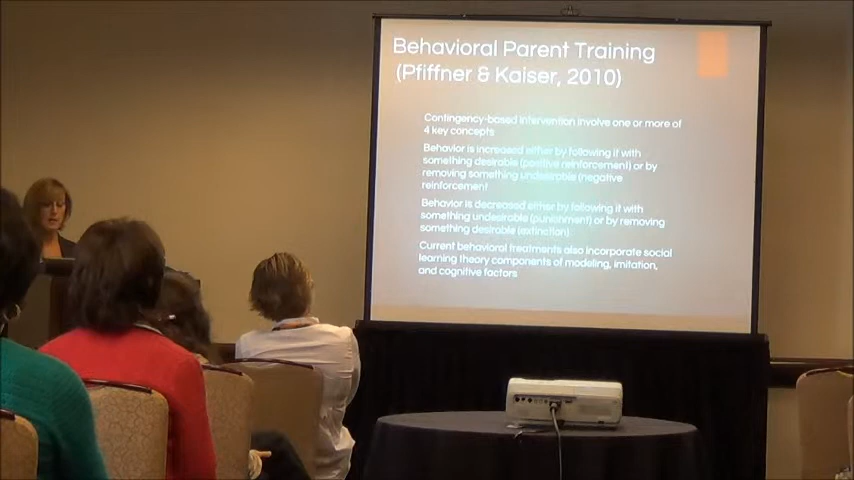 Behavioral Parent Training
(Pfiffner & Kaiser, 2010)
Contingency-based intervention involve one or more of
4 key concepts
Behavior is increased either by following it with
something desirable (positive reinforcement) or by
removing something undesirable (negative
reinforcement)
Behavior is decreased either by following it with
something undesirable (punishment) or by removing
something desirable (extinction)
Current behavioral treatments also incorporate social
learning theory components of modeling, imitation,
and cognitive factors